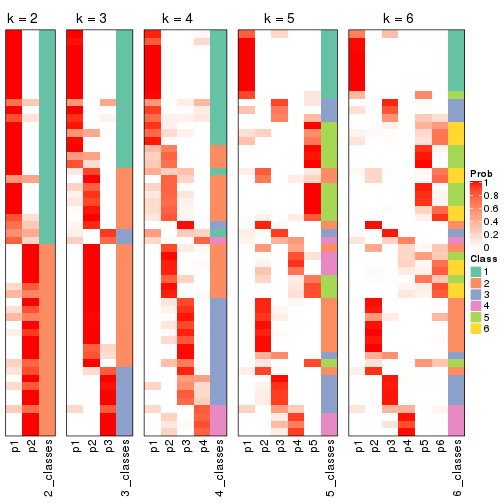 k = 2
k = 3
k = 4
k = 5
k = 6
Prob
1
0.8
0.6
0.4
0.2
0
Class
1
2
3
4
5
6
p1
p2
2_classes
p1
p2
p3
3_classes
p1
p2
p3
p4
4_classes
p1
p2
p3
p4
p5
5_classes
p1
p2
p3
p4
p5
p6
6_classes